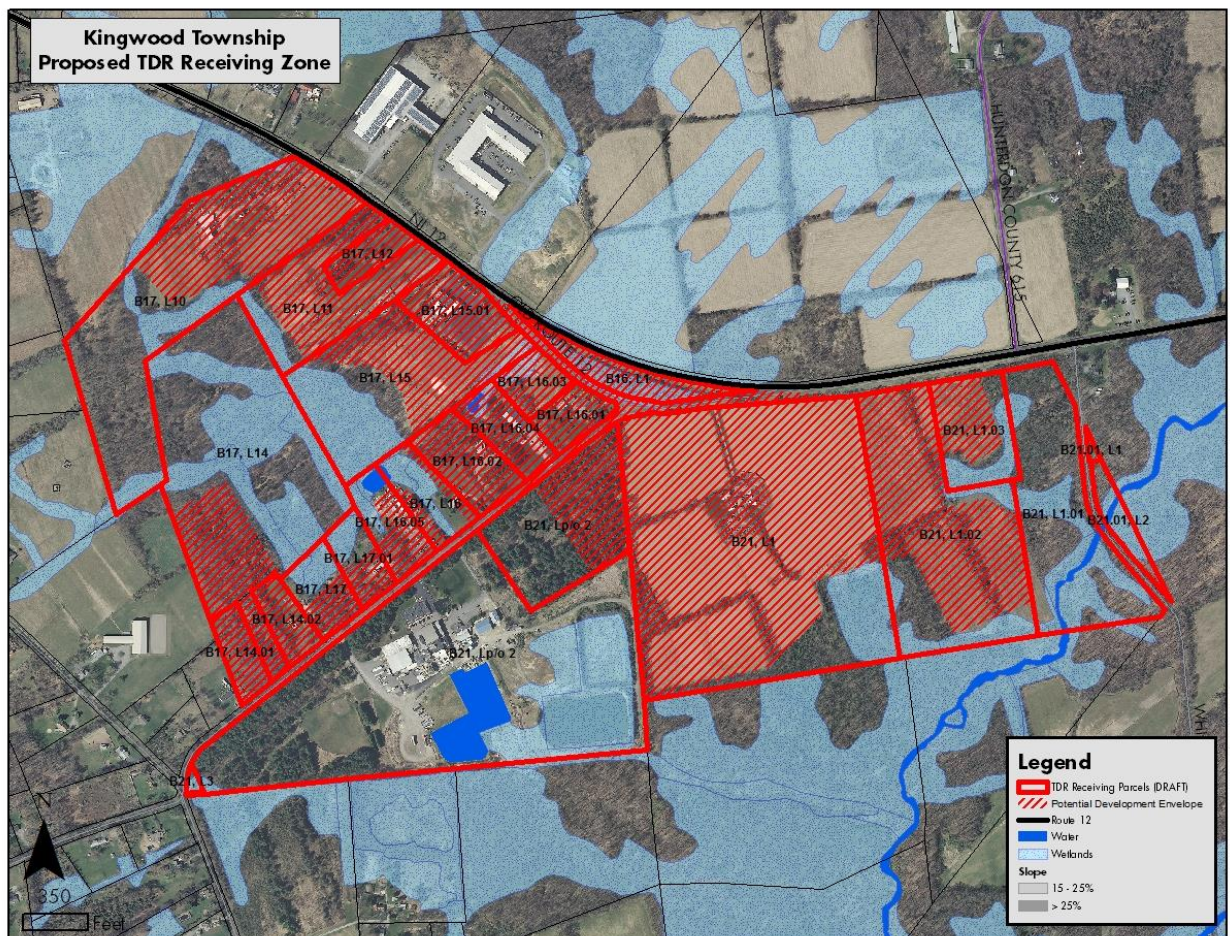 Kingwood Township
Proposed TDR Receiving Zone
HUNTERDON COUNTY 615
NJ 12
B17, L12
B17, L10
B17, L11
B17, L15.01
ROUTE 12
B17, L15
B17, L16.03
B16, L1
B17, L16.01
B17, L16.04
B21, L1.03
B17, L14
B17, L16.02
B21.01, L1
B17, L16
B17, L16.05
B21, Lp/o 2
B21, L1.01
B21.01, L2
B21, L1
B21, L1.02
B17, L17.01
B17, L17
B17, L14.02
B17, L14.01
B21, Lp/o 2
B21, L3
N
350
Feet
Legend
TDR Receiving Parcels (DRAFT)
Potential Development Envelope
Route 12
Water
Wetlands
Slope
15 - 25%
> 25%